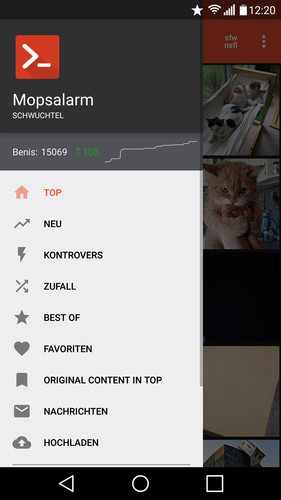 12:20
sfw
nsfl
Mopsalarm
SCHWUCHTEL
Benis: 15069 ↑ 105
TOP
NEU
KONTROVERS
ZUFALL
BEST OF
FAVORITEN
ORIGINAL CONTENT IN TOP
NACHRICHTEN
HOCHLADEN